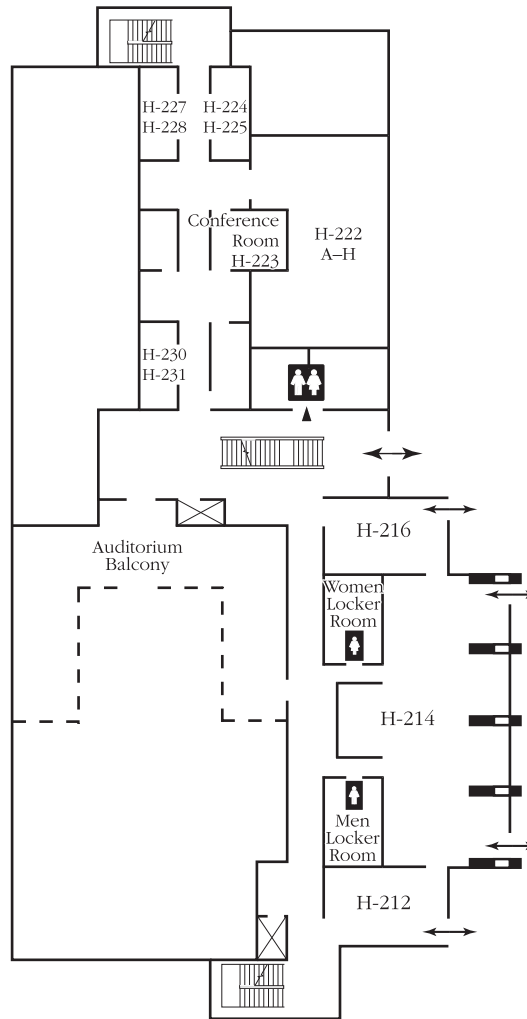 H-227
H-228
H-224
H-225
Conference
Room
H-223
H-222
A–H
H-230
H-231
H-216
Auditorium
Balcony
Women
Locker
Room
H-214
Men
Locker
Room
H-212